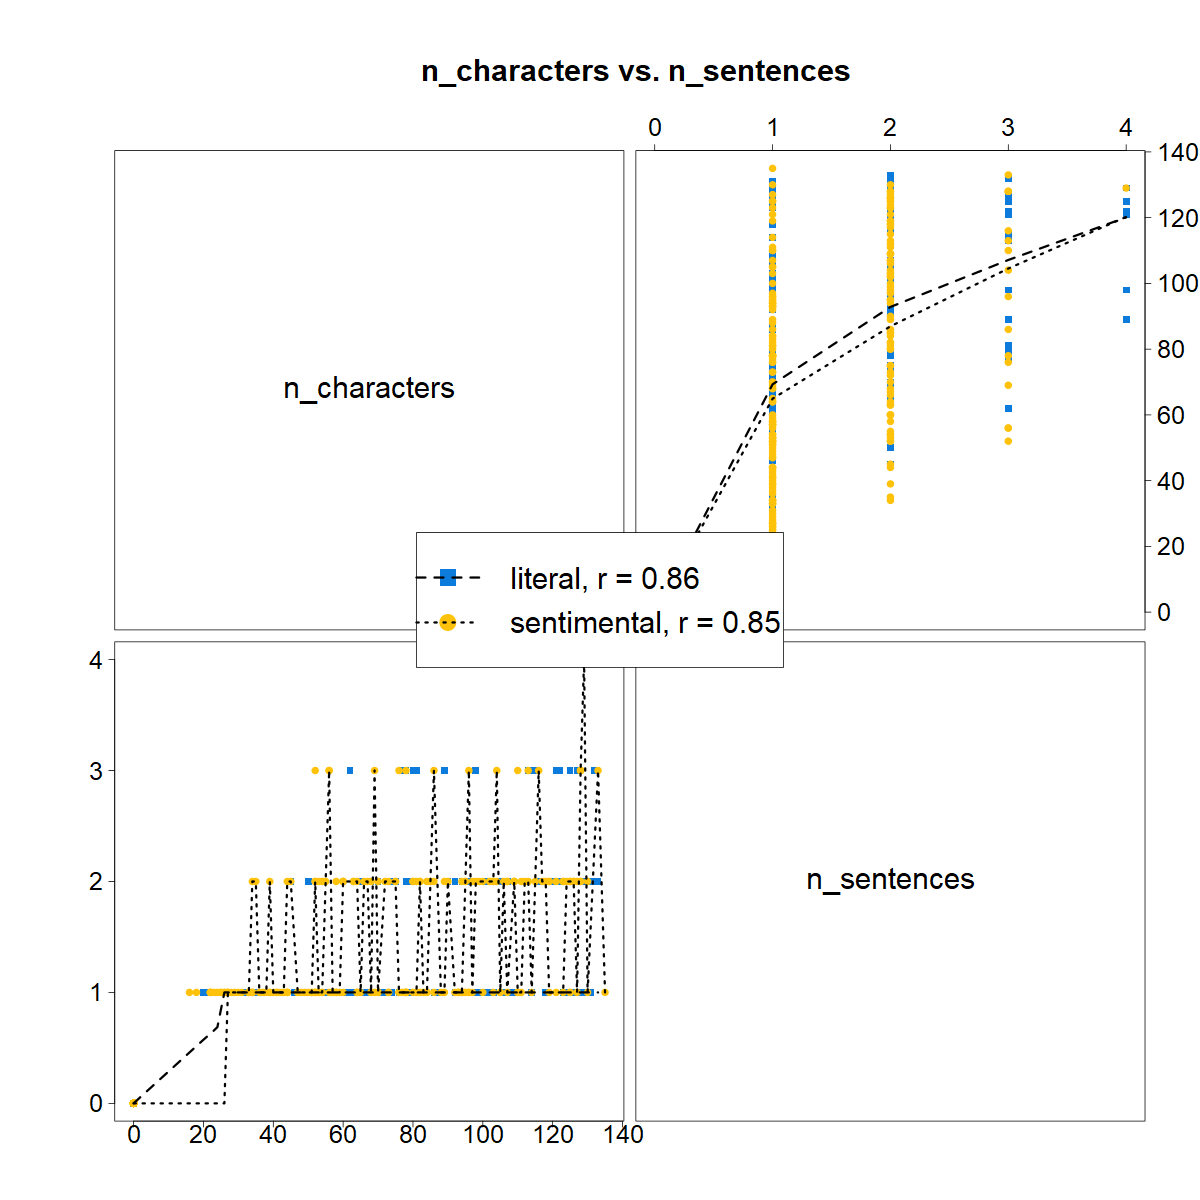 n_characters vs. n_sentences
0 1 2 3 4
140
120
100
80
60
40
20
0
n_characters
literal, r = 0.86
sentimental, r = 0.85
4
3
2
1
0
n_sentences
0 20 40 60 80 100 120 140